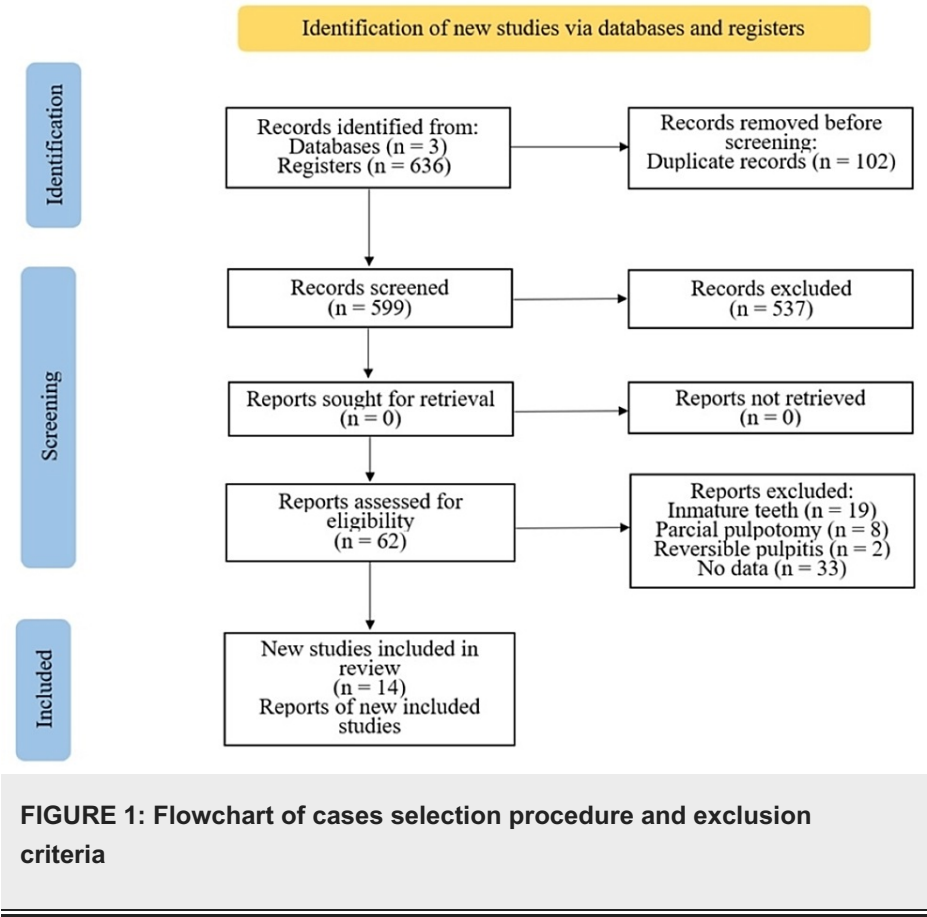 Identification of new studies via databases and registers
Identification
Records identified from:
Databases (n = 3)
Registers (n = 636)
Records removed before
screening:
Duplicate records (n = 102)
Screening
Records screened
(n = 599)
Records excluded
(n = 537)
Reports sought for retrieval
(n = 0)
Reports not retrieved
(n = 0)
Reports assessed for
eligibility
(n = 62)
Reports excluded:
Inmature teeth (n = 19)
Parcial pulpotomy (n = 8)
Reversible pulpitis (n = 2)
No data (n = 33)
Included
New studies included in
review
(n = 14)
Reports of new included
studies
FIGURE 1: Flowchart of cases selection procedure and exclusion
criteria